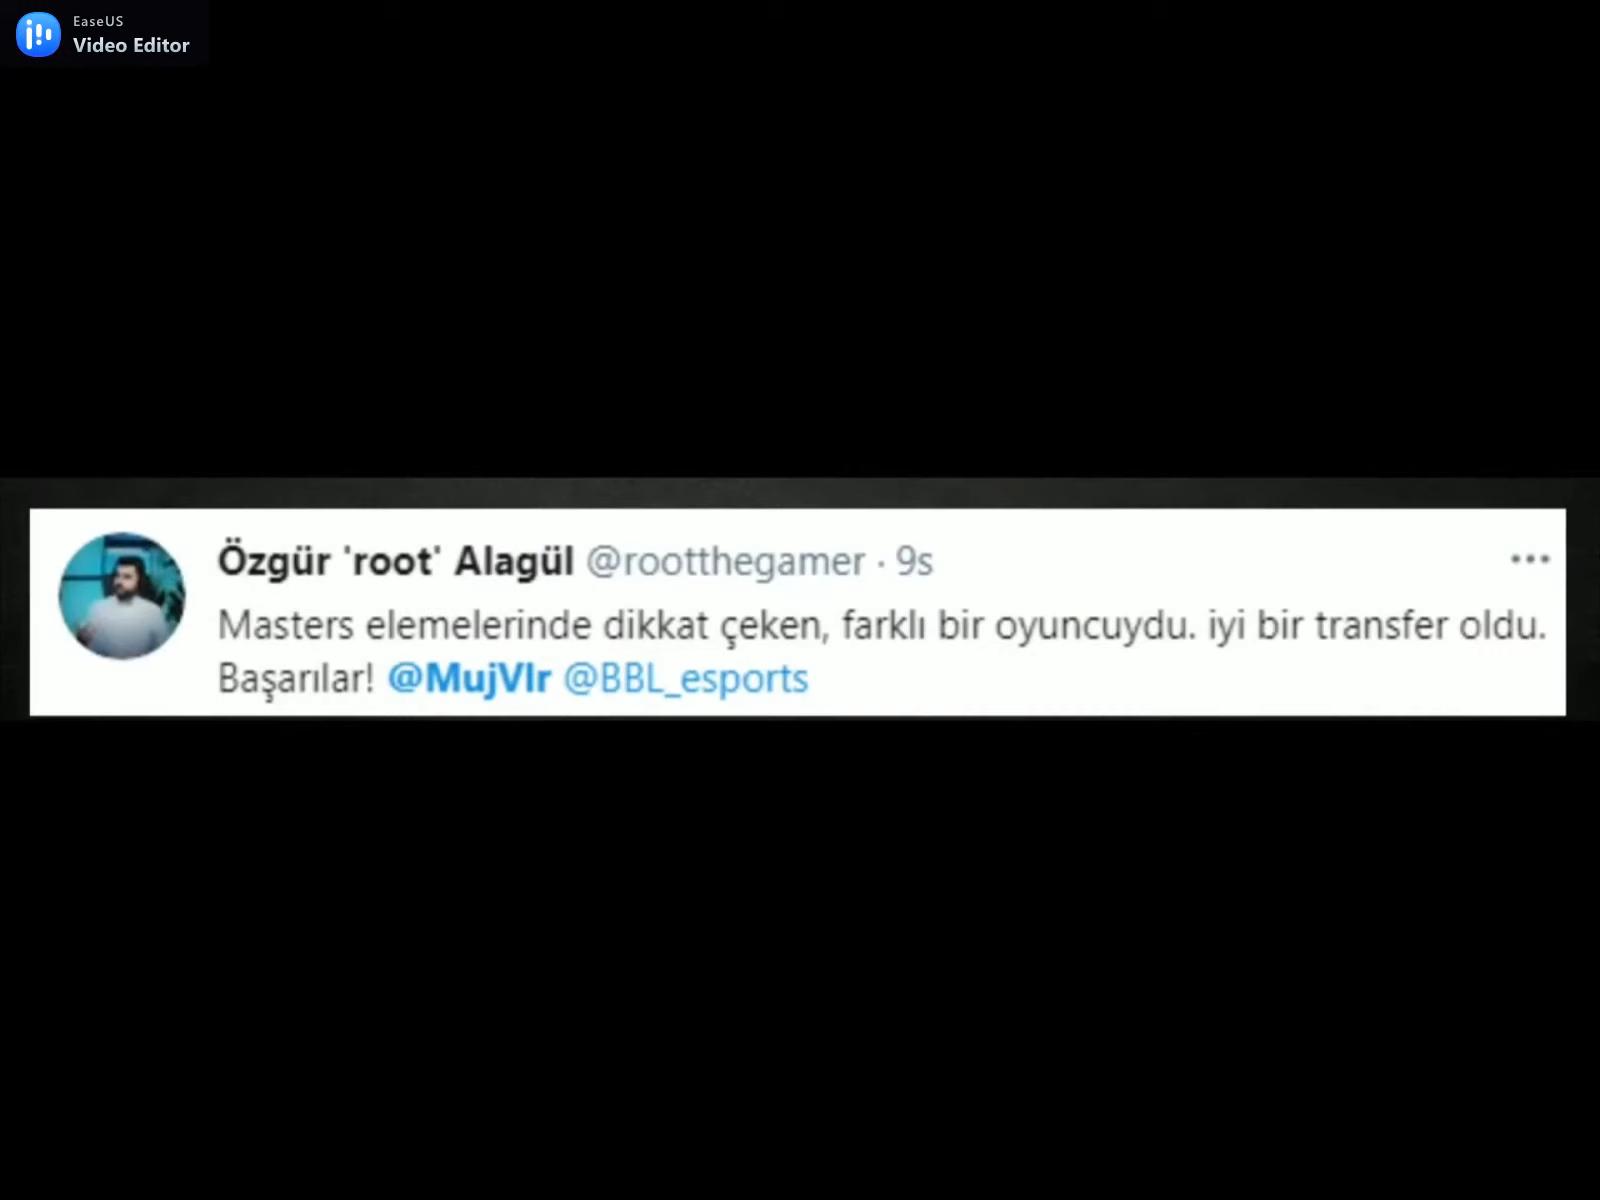 EaseUS
Video Editor
Özgür 'root' Alagül @rootthegamer · 9s
Masters elemelerinde dikkat çeken, farklı bir oyuncuydu. iyi bir transfer oldu.
Başarılar! @MujVlr @BBL_esports